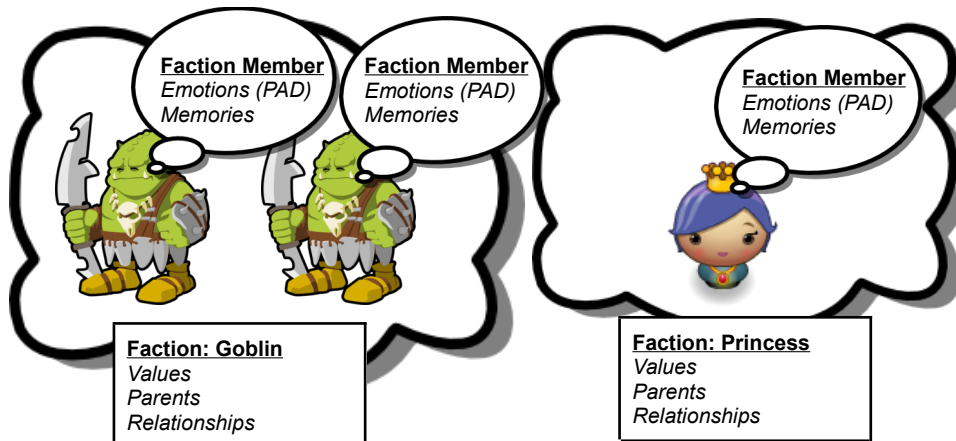 Faction Member
Emotions (PAD)
Memories
Faction Member
Emotions (PAD)
Memories
Faction Member
Emotions (PAD)
Memories
Faction: Goblin
Values
Parents
Relationships
Faction: Princess
Values
Parents
Relationships